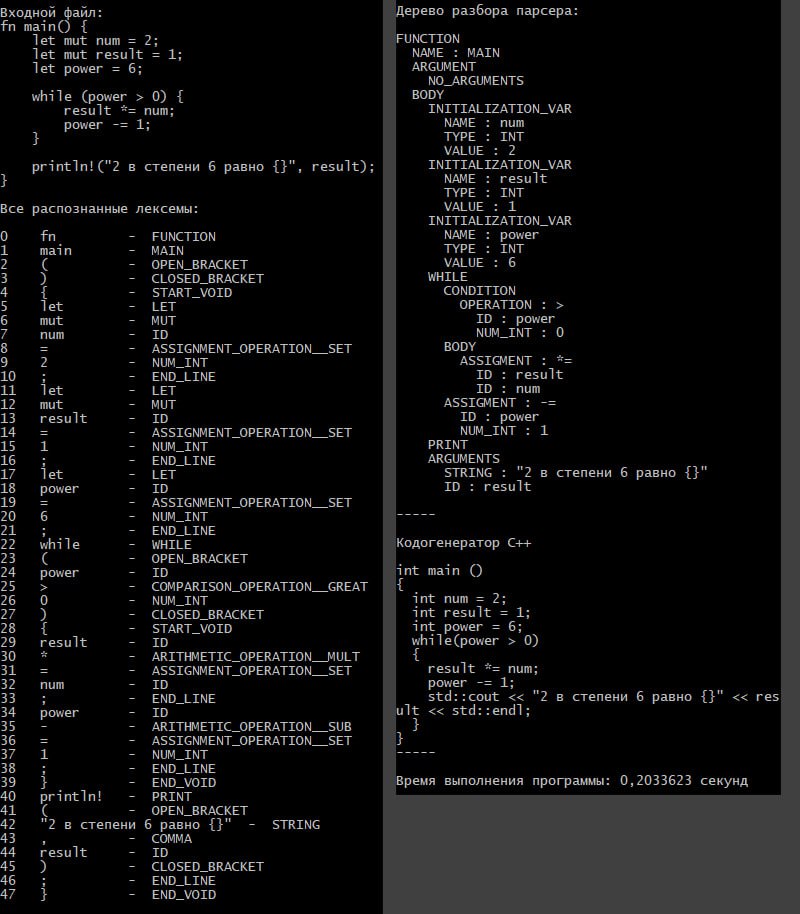 Входной файл:
fn main() {
    let mut num = 2;
    let mut result = 1;
    let power = 6;

    while (power > 0) {
        result *= num;
        power -= 1;
    }

    println!("2 в степени 6 равно {}", result);
}

Все распознанные лексемы:

0    fn         -  FUNCTION
1    main       -  MAIN
2    (          -  OPEN_BRACKET
3    )          -  CLOSED_BRACKET
4    {          -  START_VOID
5    let        -  LET
6    mut        -  MUT
7    num        -  ID
8    =          -  ASSIGNMENT_OPERATION__SET
9    2          -  NUM_INT
10   ;          -  END_LINE
11   let        -  LET
12   mut        -  MUT
13   result     -  ID
14   =          -  ASSIGNMENT_OPERATION__SET
15   1          -  NUM_INT
16   ;          -  END_LINE
17   let        -  LET
18   power      -  ID
19   =          -  ASSIGNMENT_OPERATION__SET
20   6          -  NUM_INT
21   ;          -  END_LINE
22   while      -  WHILE
23   (          -  OPEN_BRACKET
24   power      -  ID
25   >          -  COMPARISON_OPERATION__GREAT
26   0          -  NUM_INT
27   )          -  CLOSED_BRACKET
28   {          -  START_VOID
29   result     -  ID
30   *          -  ARITHMETIC_OPERATION__MULT
31   =          -  ASSIGNMENT_OPERATION__SET
32   num        -  ID
33   ;          -  END_LINE
34   power      -  ID
35   -          -  ARITHMETIC_OPERATION__SUB
36   =          -  ASSIGNMENT_OPERATION__SET
37   1          -  NUM_INT
38   ;          -  END_LINE
39   }          -  END_VOID
40   println!   -  PRINT
41   (          -  OPEN_BRACKET
42   "2 в степени 6 равно {}"  -  STRING
43   ,          -  COMMA
44   result     -  ID
45   )          -  CLOSED_BRACKET
46   ;          -  END_LINE
47   }          -  END_VOID
Дерево разбора парсера:

FUNCTION
  NAME : MAIN
  ARGUMENT
    NO_ARGUMENTS
  BODY
    INITIALIZATION_VAR
      NAME : num
      TYPE : INT
      VALUE : 2
    INITIALIZATION_VAR
      NAME : result
      TYPE : INT
      VALUE : 1
    INITIALIZATION_VAR
      NAME : power
      TYPE : INT
      VALUE : 6
    WHILE
      CONDITION
        OPERATION : >
          ID : power
          NUM_INT : 0
      BODY
        ASSIGMENT : *=
          ID : result
          ID : num
      ASSIGMENT : -=
        ID : power
        NUM_INT : 1
    PRINT
    ARGUMENTS
      STRING : "2 в степени 6 равно {}"
      ID : result

-----

Кодогенератор C++

int main ()
{
  int num = 2;
  int result = 1;
  int power = 6;
  while(power > 0)
  {
    result *= num;
    power -= 1;
    std::cout << "2 в степени 6 равно {}" << res
ult << std::endl;
  }
}
-----

Время выполнения программы: 0,2033623 секунд